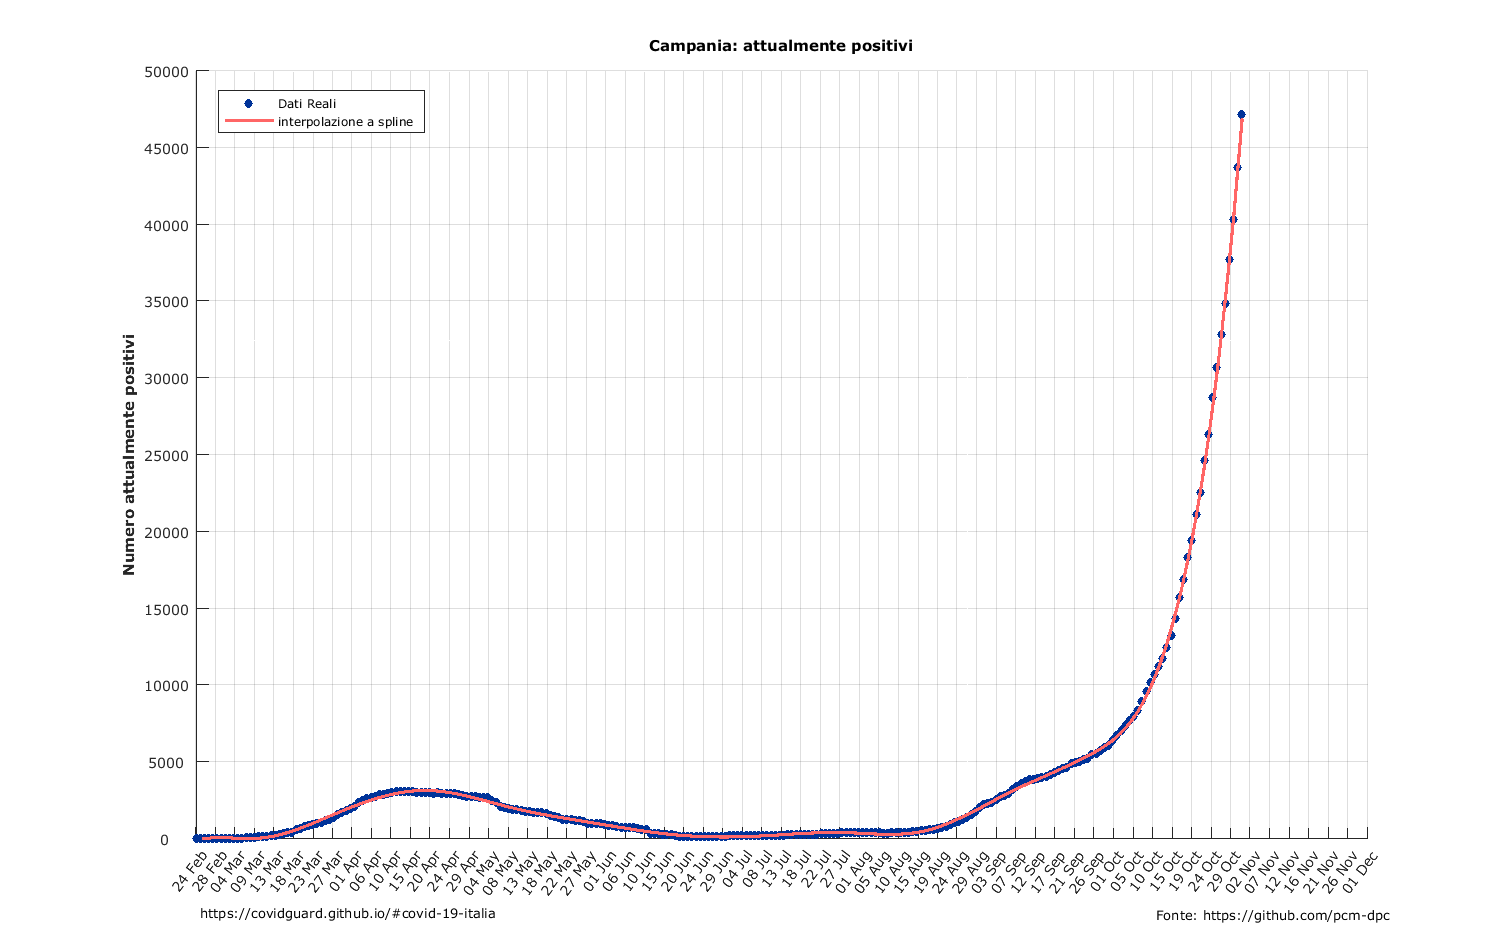 Campania: attualmente positivi
50000
Dati Reali
interpolazione a spline
45000
40000
35000
30000
25000
20000
15000
10000
5000
0
Numero attualmente positivi
24 Feb
28 Feb
04 Mar
09 Mar
13 Mar
18 Mar
23 Mar
27 Mar
01 Apr
06 Apr
10 Apr
15 Apr
20 Apr
24 Apr
29 Apr
04 May
08 May
13 May
18 May
22 May
27 May
01 Jun
06 Jun
10 Jun
15 Jun
20 Jun
24 Jun
29 Jun
04 Jul
08 Jul
13 Jul
18 Jul
22 Jul
27 Jul
01 Aug
05 Aug
10 Aug
15 Aug
19 Aug
24 Aug
29 Aug
03 Sep
07 Sep
12 Sep
17 Sep
21 Sep
26 Sep
01 Oct
05 Oct
10 Oct
15 Oct
19 Oct
24 Oct
29 Oct
02 Nov
07 Nov
12 Nov
16 Nov
21 Nov
26 Nov
01 Dec
https://covidguard.github.io/#covid-19-italia
Fonte: https://github.com/pcm-dpc